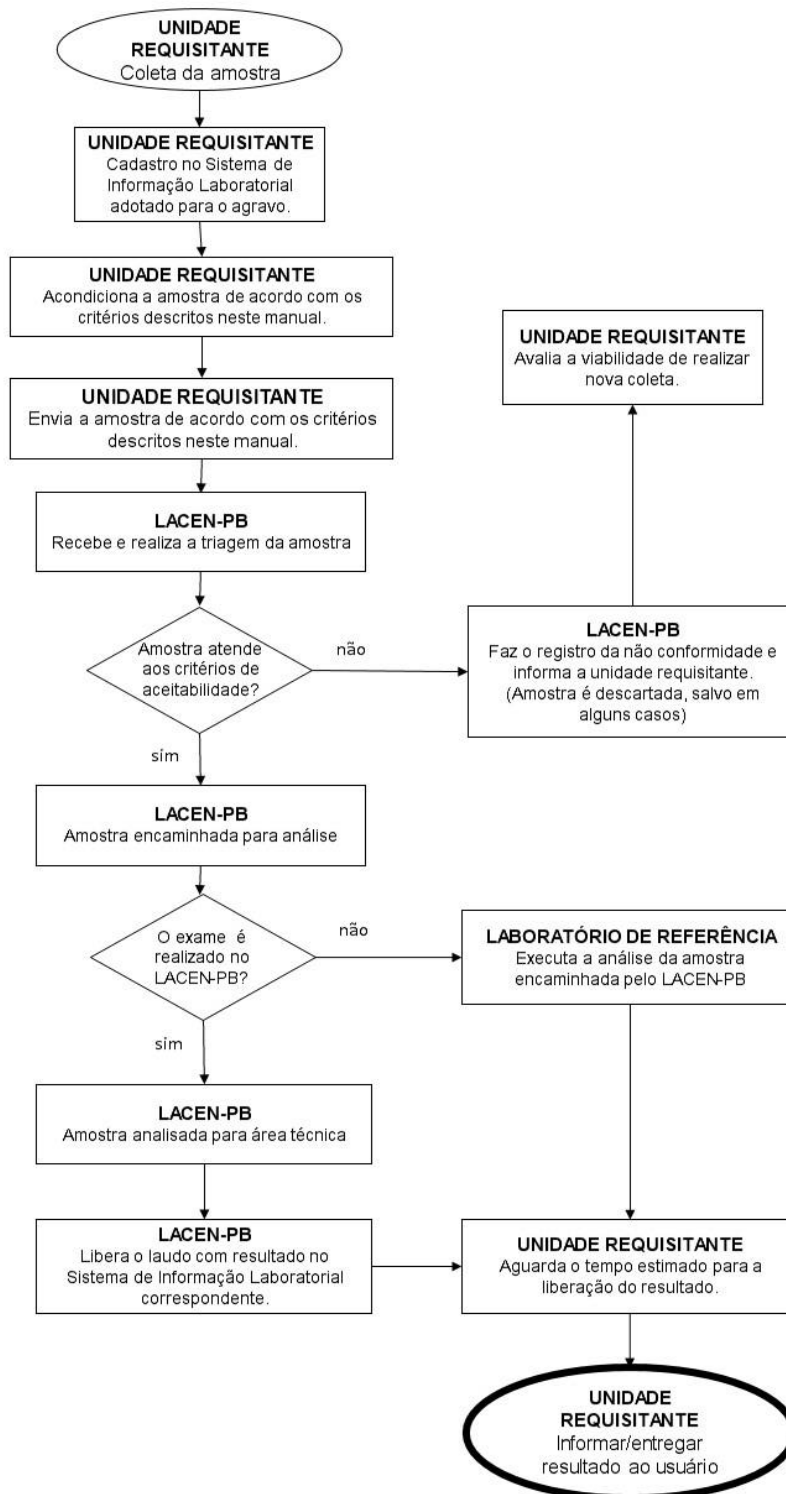 UNIDADE
REQUISITANTE
Coleta da amostra
UNIDADE REQUISITANTE
Cadastro no Sistema de
Informação Laboratorial
adotado para o agravo.
UNIDADE REQUISITANTE
Acondiciona a amostra de acordo com os
critérios descritos neste manual.
UNIDADE REQUISITANTE
Envia a amostra de acordo com os critérios
descritos neste manual.
LACEN-PB
Recebe e realiza a triagem da amostra
Amostra atende
aos critérios de
aceitabilidade?
não
LACEN-PB
Faz o registro da não conformidade e
informa a unidade requisitante.
(Amostra é descartada, salvo em
alguns casos)
UNIDADE REQUISITANTE
Avalia a viabilidade de realizar
nova coleta.
sim
LACEN-PB
Amostra encaminhada para análise
O exame é
realizado no
LACEN-PB?
não
LABORATÓRIO DE REFERÊNCIA
Executa a análise da amostra
encaminhada pelo LACEN-PB
sim
LACEN-PB
Amostra analisada para área técnica
LACEN-PB
Libera o laudo com resultado no
Sistema de Informação Laboratorial
correspondente.
UNIDADE REQUISITANTE
Aguarda o tempo estimado para a
liberação do resultado.
UNIDADE
REQUISITANTE
Informar/entregar
resultado ao usuário